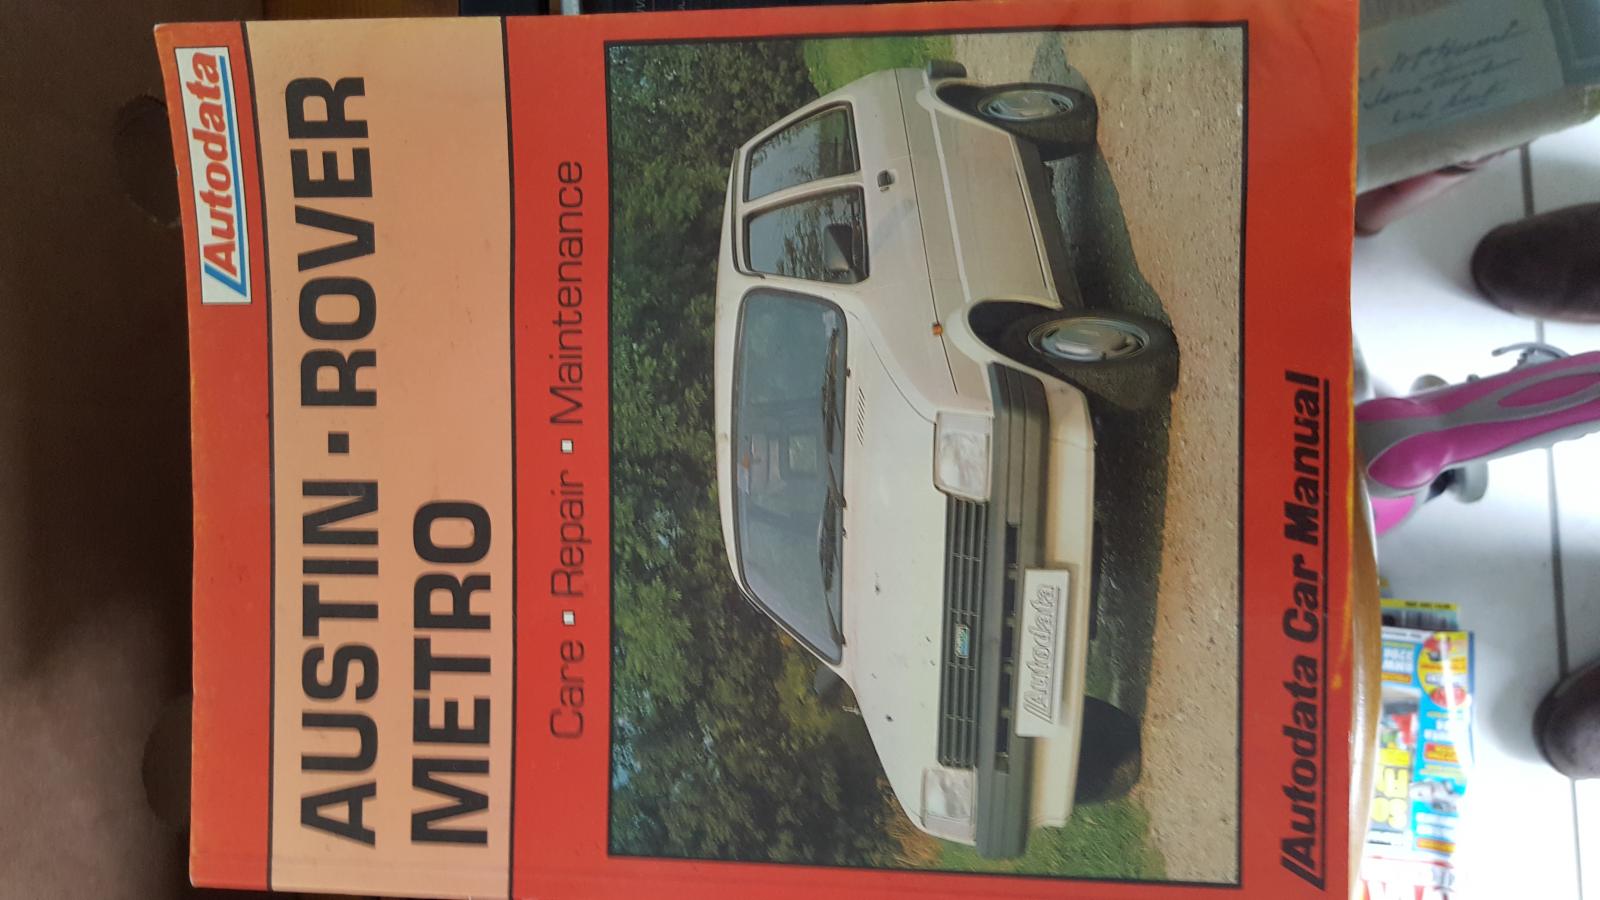 Autodata
AUSTIN · ROVER
METRO
Care · Repair · Maintenance
Autodata
Autodata Car Manual